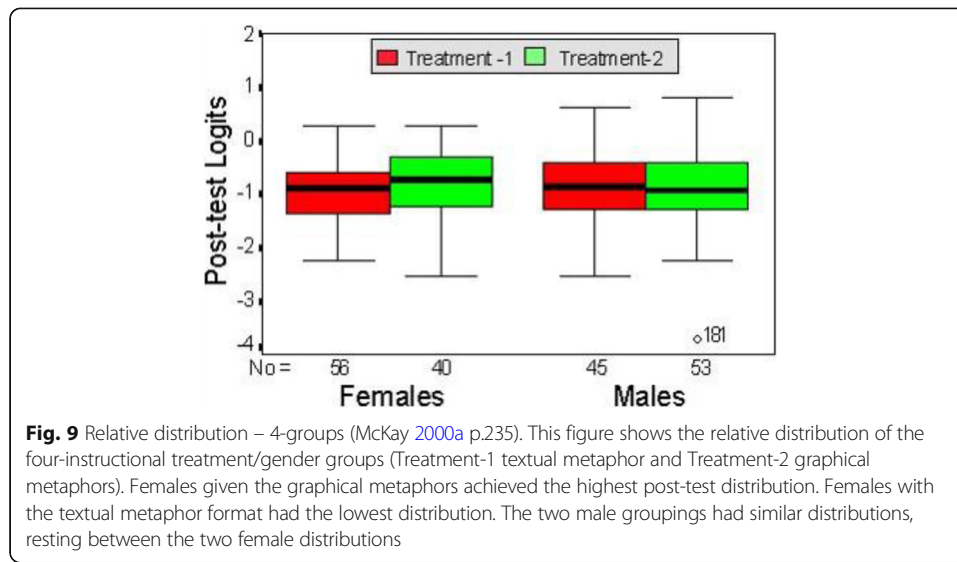 2
Treatment -1 Treatment-2
1
0
-1
-2
-3
-4
Post-test Logits
181
No = 56 40 45 53
Females Males
Fig. 9 Relative distribution – 4-groups (McKay 2000a p.235). This figure shows the relative distribution of the
four-instructional treatment/gender groups (Treatment-1 textual metaphor and Treatment-2 graphical
metaphors). Females given the graphical metaphors achieved the highest post-test distribution. Females with
the textual metaphor format had the lowest distribution. The two male groupings had similar distributions,
resting between the two female distributions